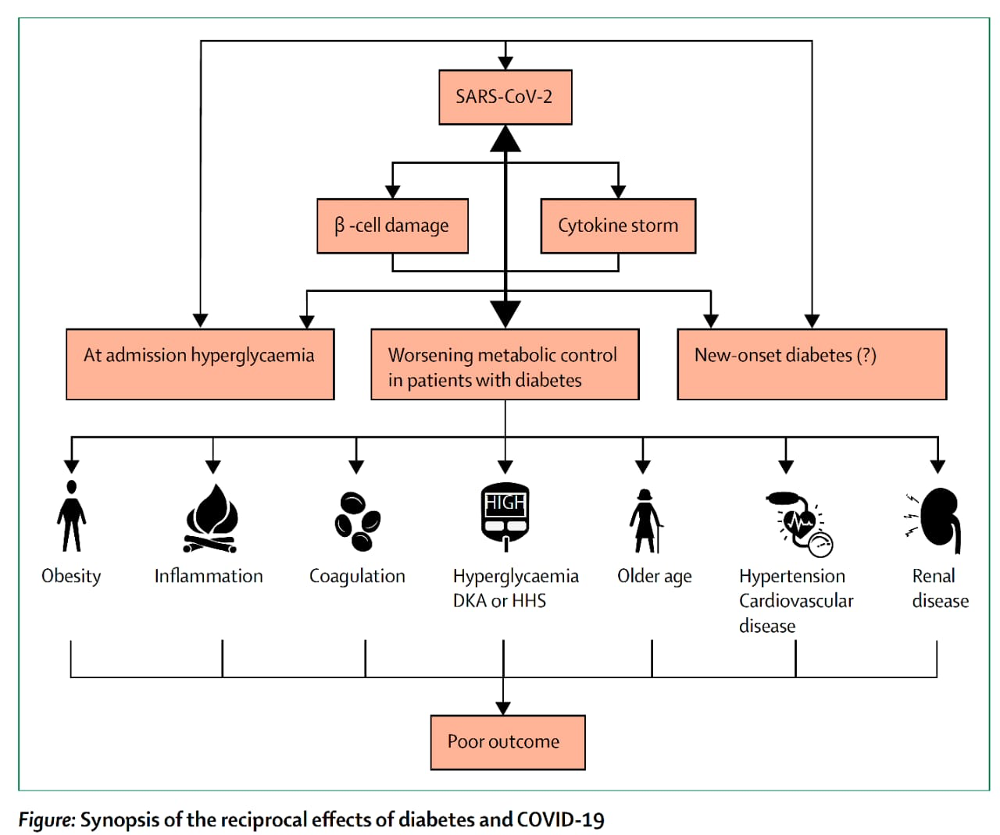 SARS-CoV-2
β -cell damage
Cytokine storm
At admission hyperglycaemia
Worsening metabolic control
in patients with diabetes
New-onset diabetes (?)
HIGH
Obesity
Inflammation
Coagulation
Hyperglycaemia
DKA or HHS
Older age
Hypertension
Cardiovascular
disease
Renal
disease
Poor outcome
Figure: Synopsis of the reciprocal effects of diabetes and COVID-19